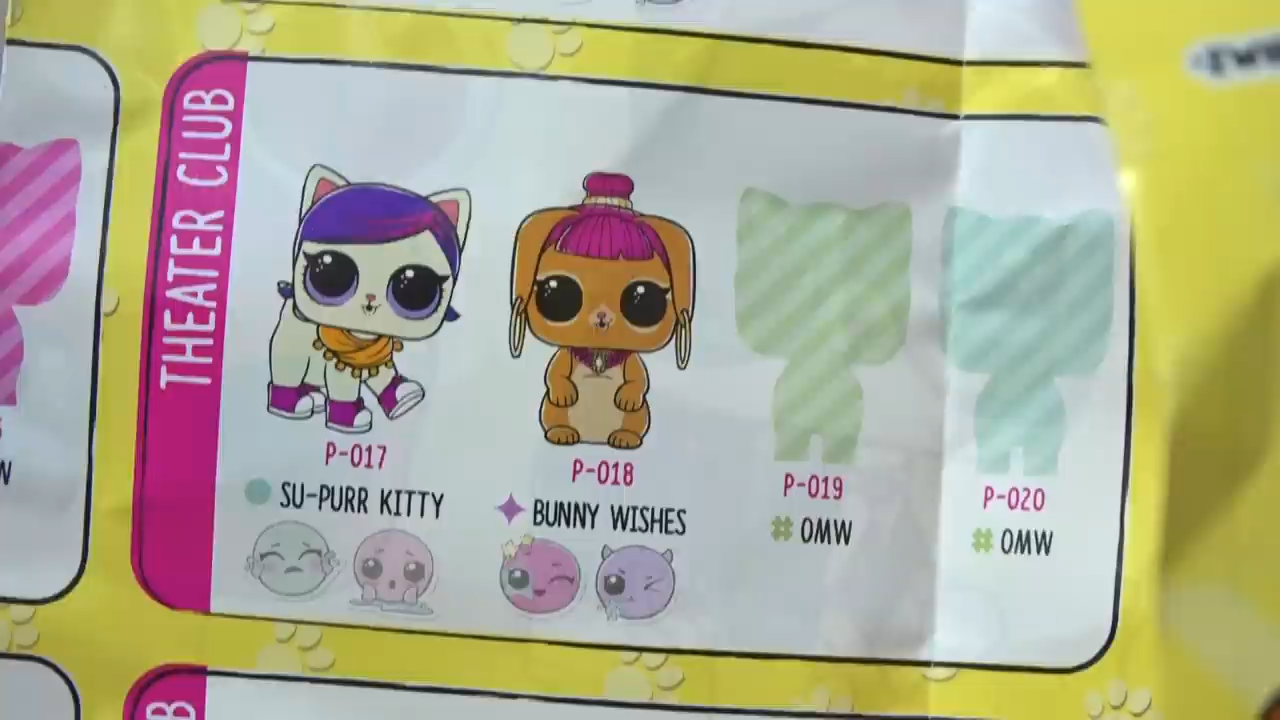 THEATER CLUB
P-017
SU-PURR KITTY
P-018
BUNNY WISHES
P-019
# OMW
P-020
# OMW